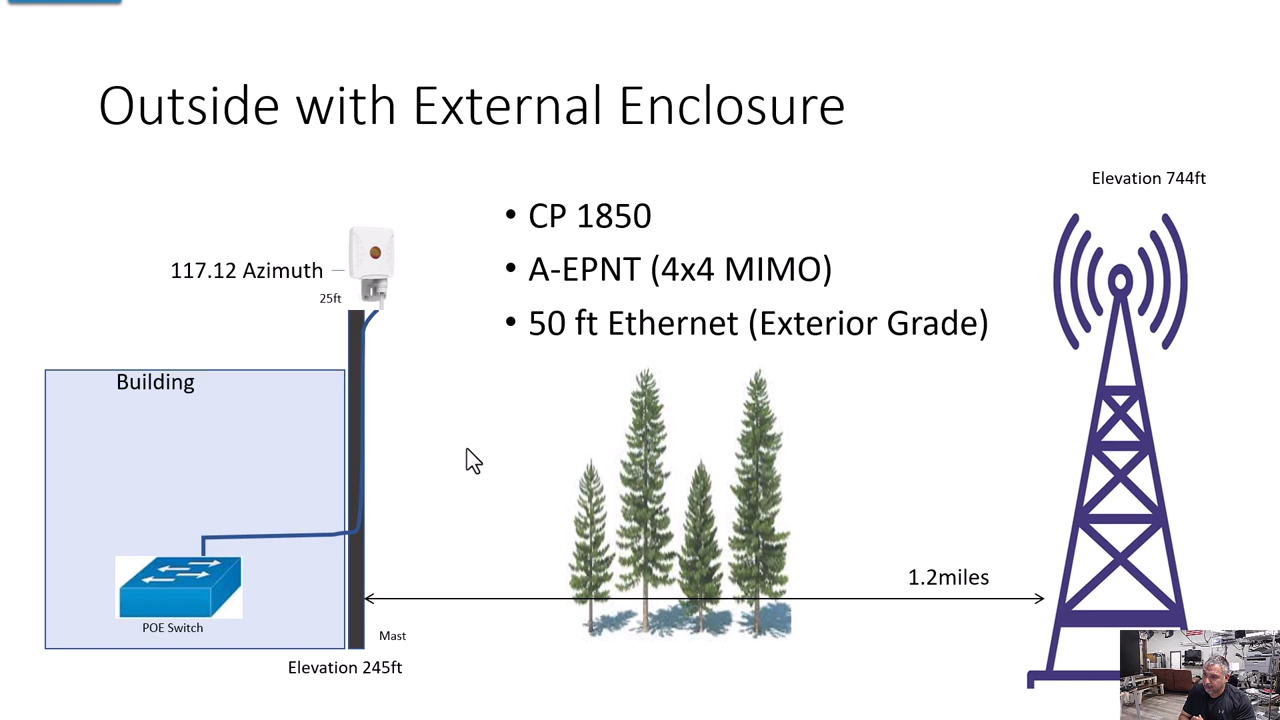 Outside with External Enclosure
Elevation 744ft
• CP 1850
• A-EPNT (4x4 MIMO)
• 50 ft Ethernet (Exterior Grade)
117.12 Azimuth
25ft
Building
POE Switch
1.2miles
Mast
Elevation 245ft